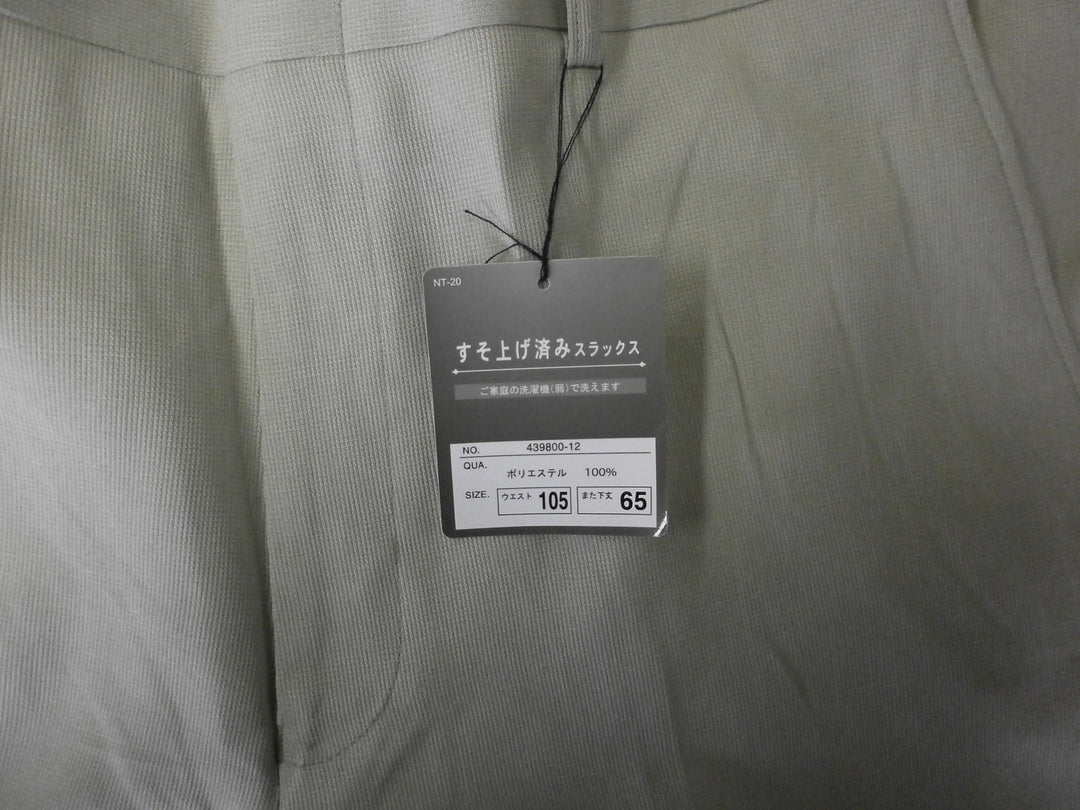 NT-20
すそ上げ済みスラックス
ご家庭の洗濯機(弱)で洗えます
NO. 439800-12
QUA. ポリエステル 100%
SIZE. ウエスト 105 また下丈 65